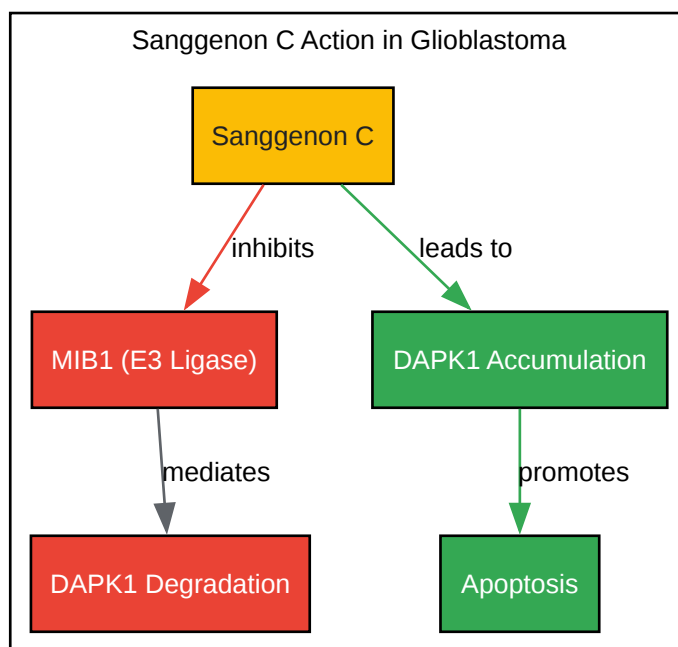 Sanggenon C Action in Glioblastoma
Sanggenon C
inhibits
leads to
MIB1 (E3 Ligase)
DAPK1 Accumulation
mediates
promotes
DAPK1 Degradation
Apoptosis